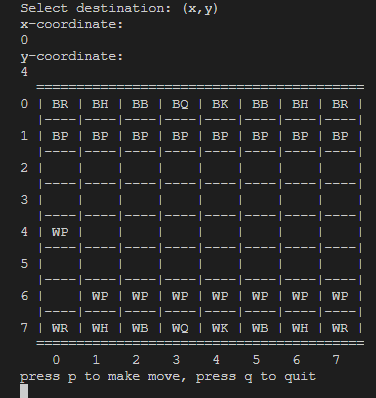 Select destination: (x,y)
x-coordinate:
0
y-coordinate:
4
=========================================
0 | BR | BH | BB | BQ | BK | BB | BH | BR |
|----|----|----|----|----|----|----|----|
1 | BP | BP | BP | BP | BP | BP | BP | BP |
|----|----|----|----|----|----|----|----|
2 | | | | | | | | |
|----|----|----|----|----|----|----|----|
3 | | | | | | | | |
|----|----|----|----|----|----|----|----|
4 | WP | | | | | | | |
|----|----|----|----|----|----|----|----|
5 | | | | | | | | |
|----|----|----|----|----|----|----|----|
6 | | WP | WP | WP | WP | WP | WP | WP |
|----|----|----|----|----|----|----|----|
7 | WR | WH | WB | WQ | WK | WB | WH | WR |
=========================================
0 1 2 3 4 5 6 7
press p to make move, press q to quit